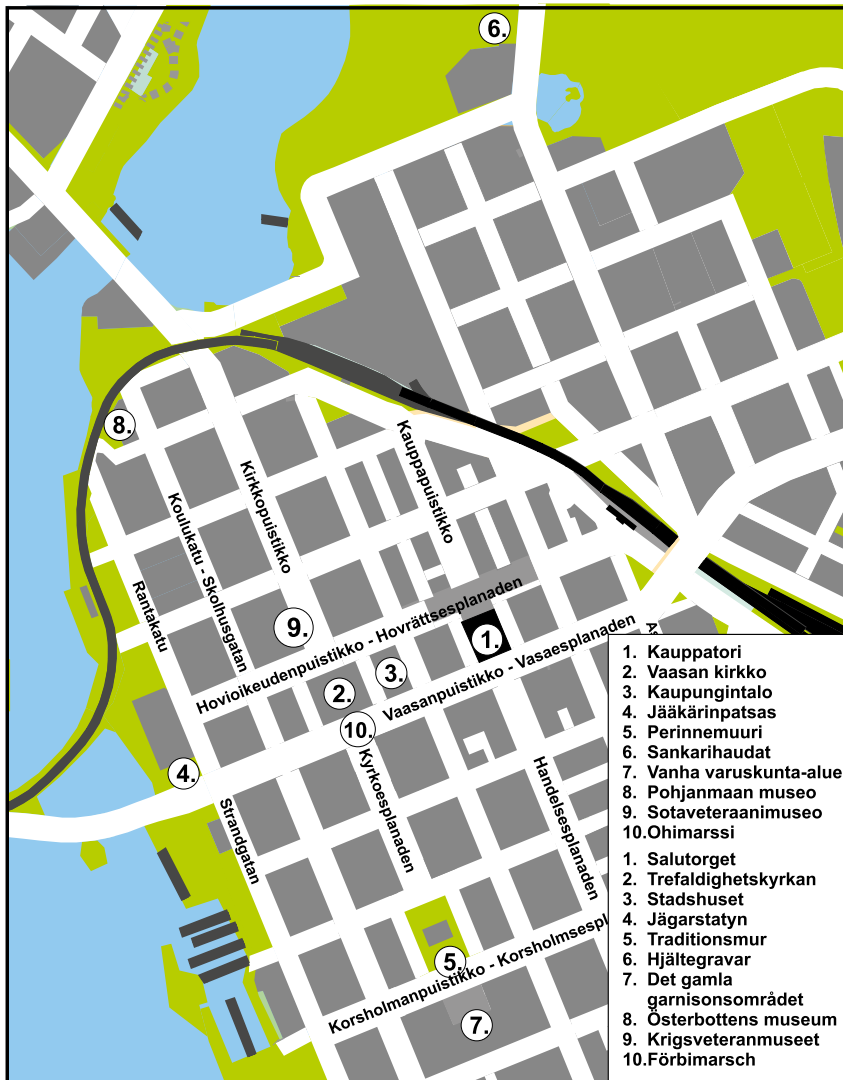 6.
8.
Kauppapuistikko
Kirkkopuistikko
Koulukatu - Skolhusgatan
Rantakatu
9.
Hovioikeudenpuistikko - Hovrättsesplanaden
1.
2.
3.
Vaasanpuistikko - Vasaesplanaden
As
10.
4.
Kyrkoesplanaden
Handelsesplanaden
Strandgatan
5.
Korsholmanpuistikko - Korsholmsespl
7.
1. Kauppatori
2. Vaasan kirkko
3. Kaupungintalo
4. Jääkärinpatsas
5. Perinnemuuri
6. Sankarihaudat
7. Vanha varuskunta-alue
8. Pohjanmaan museo
9. Sotaveteraanimuseo
10.Ohimarssi
1. Salutorget
2. Trefaldighetskyrkan
3. Stadshuset
4. Jägarstatyn
5. Traditionsmur
6. Hjältegravar
7. Det gamla
garnisonsområdet
8. Österbottens museum
9. Krigsveteranmuseet
10.Förbimarsch